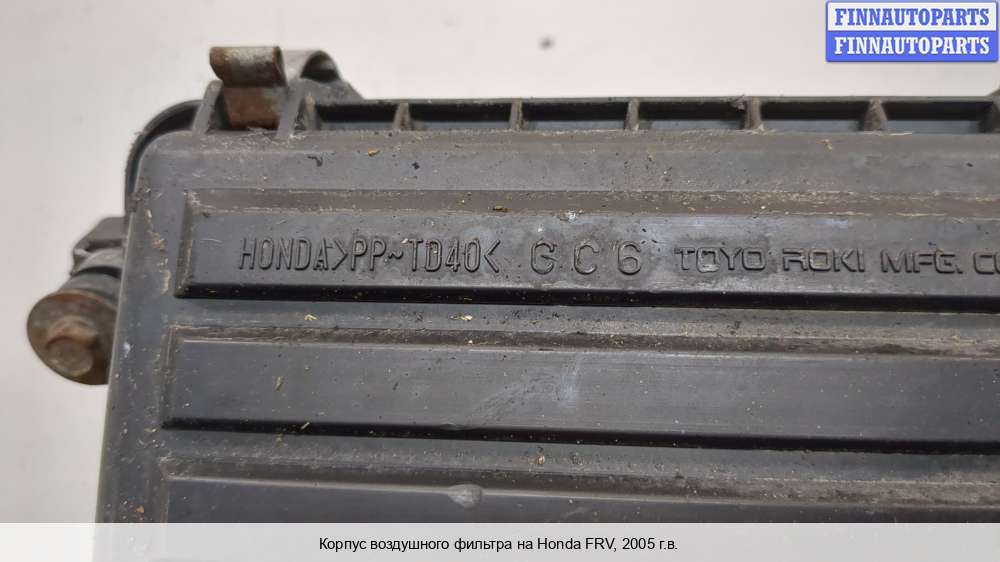 FINNAUTOPARTS
FINNAUTOPARTS
HONDA >PP~TD40< GC6 TOYO ROKI MFG.
Корпус воздушного фильтра на Honda FRV, 2005 г.в.